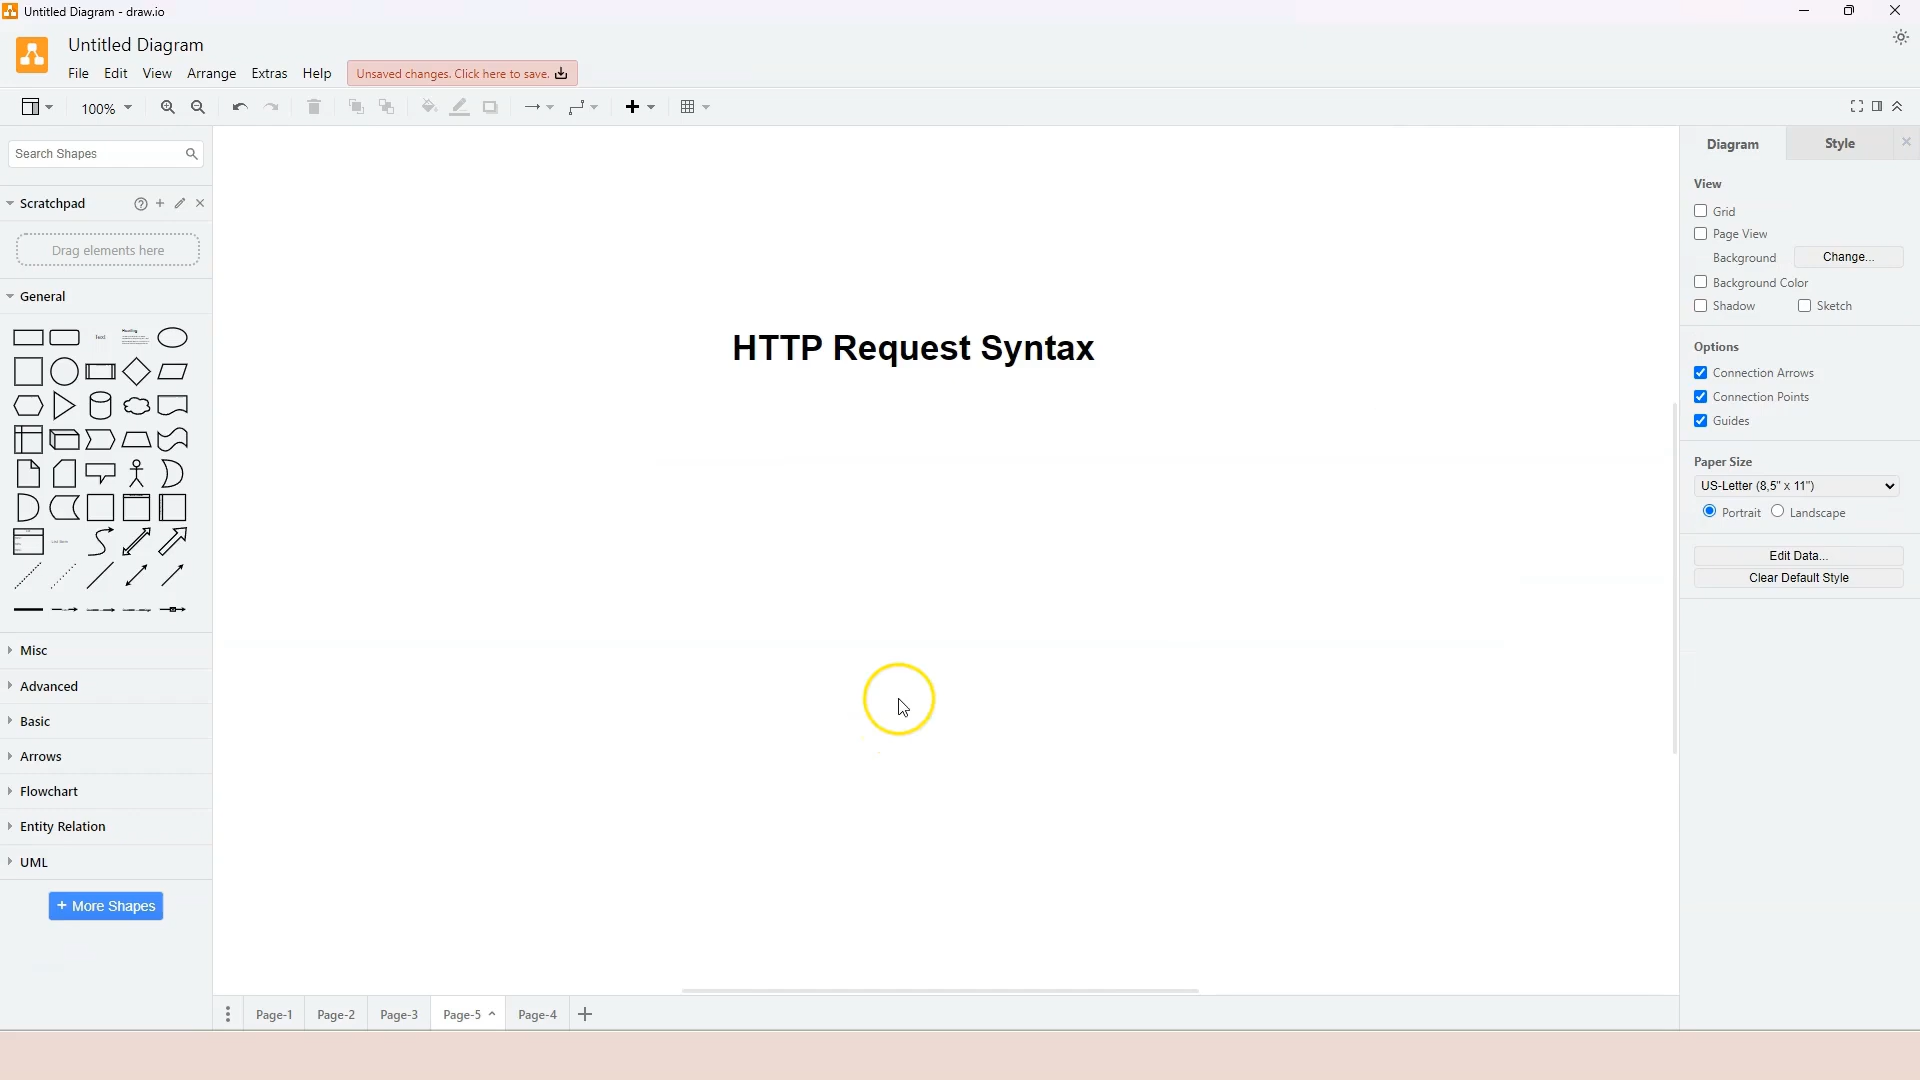 Untitled Diagram - draw.io
Untitled Diagram
File Edit View Arrange Extras Help Unsaved changes. Click here to save.
100%
Search Shapes
Scratchpad
Drag elements here
General
Text
Heading
Misc
Advanced
Basic
Arrows
Flowchart
Entity Relation
UML
+ More Shapes
HTTP Request Syntax
Page-1 Page-2 Page-3 Page-5 Page-4
Diagram Style
View
Grid
Page View
Background Change...
Background Color
Shadow Sketch
Options
Connection Arrows
Connection Points
Guides
Paper Size
US-Letter (8,5" x 11")
Portrait Landscape
Edit Data...
Clear Default Style